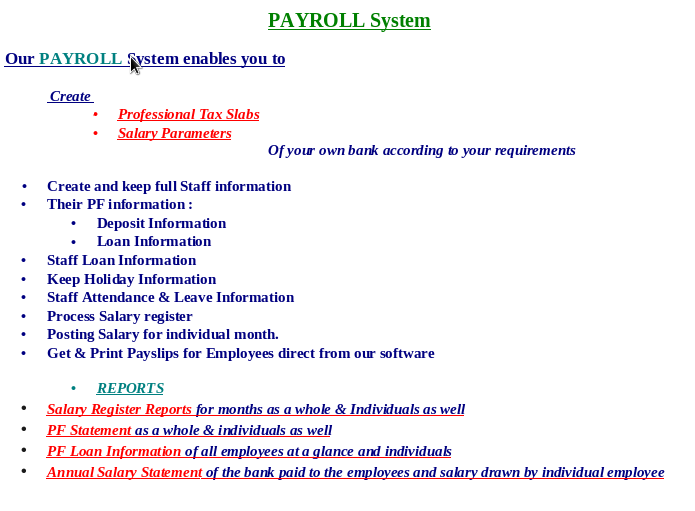 PAYROLL System
Our PAYROLL System enables you to
Create
• Professional Tax Slabs
• Salary Parameters
Of your own bank according to your requirements
• Create and keep full Staff information
• Their PF information :
• Deposit Information
• Loan Information
• Staff Loan Information
• Keep Holiday Information
• Staff Attendance & Leave Information
• Process Salary register
• Posting Salary for individual month.
• Get & Print Payslips for Employees direct from our software
• REPORTS
• Salary Register Reports for months as a whole & Individuals as well
• PF Statement as a whole & individuals as well
• PF Loan Information of all employees at a glance and individuals
• Annual Salary Statement of the bank paid to the employees and salary drawn by individual employee